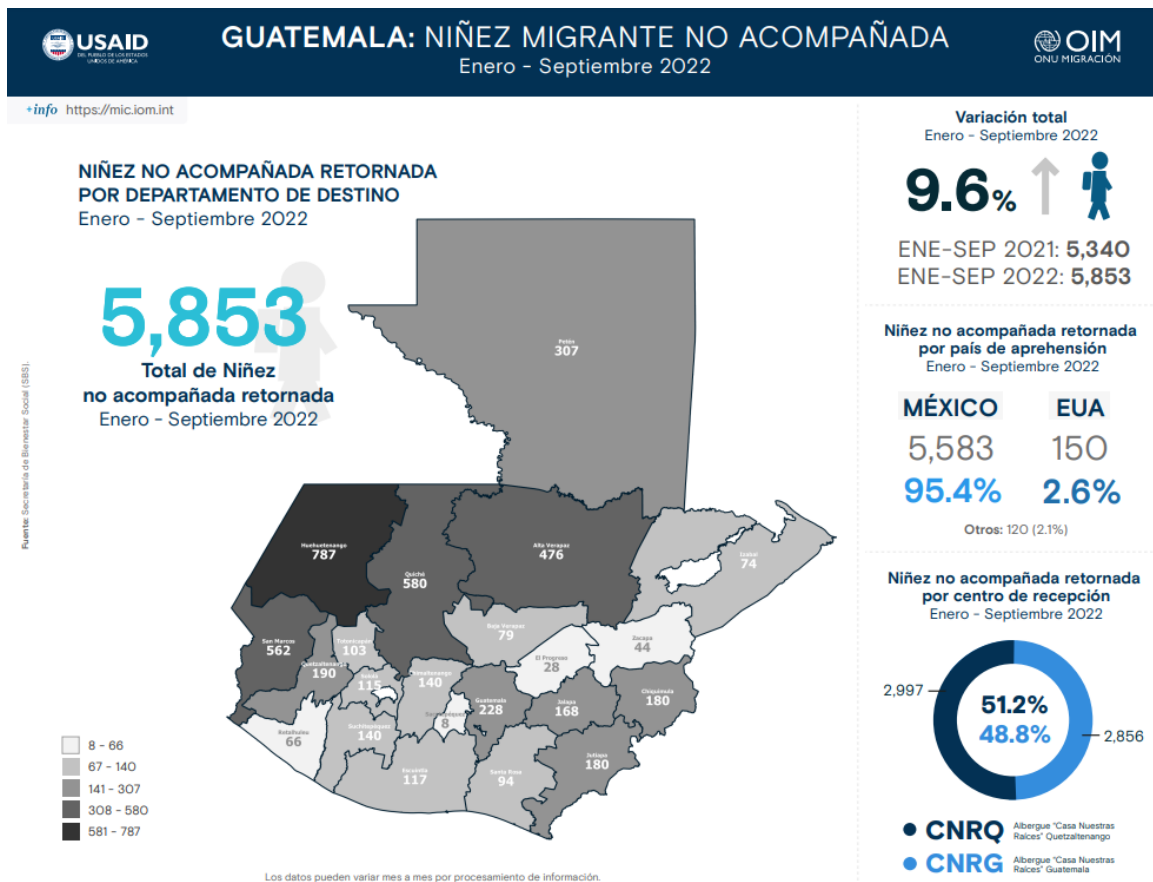 USAID
DEL PUEBLO DE LOS ESTADOS
UNIDOS DE AMÉRICA
GUATEMALA: NIÑEZ MIGRANTE NO ACOMPAÑADA
Enero - Septiembre 2022
OIM
ONU MIGRACIÓN
+info https://mic.iom.int
NIÑEZ NO ACOMPAÑADA RETORNADA
POR DEPARTAMENTO DE DESTINO
Enero - Septiembre 2022
5,853
Total de Niñez
no acompañada retornada
Enero - Septiembre 2022
Fuente: Secretaría de Bienestar Social (SBS).
Petén
307
Huehuetenango
787
Quiché
580
Alta Verapaz
476
Izabal
74
San Marcos
562
Quetzaltenango
190
Totonicapán
103
Sololá
115
Chimaltenango
140
Baja Verapaz
79
El Progreso
28
Zacapa
44
Retalhuleu
66
Suchitepéquez
140
Sacatepéquez
8
Guatemala
228
Jalapa
168
Chiquimula
180
Escuintla
117
Santa Rosa
94
Jutiapa
180
8 - 66
67 - 140
141 - 307
308 - 580
581 - 787
Los datos pueden variar mes a mes por procesamiento de información.
Variación total
Enero - Septiembre 2022
9.6%
ENE-SEP 2021: 5,340
ENE-SEP 2022: 5,853
Niñez no acompañada retornada
por país de aprehensión
Enero - Septiembre 2022
MÉXICO EUA
5,583 150
95.4% 2.6%
Otros: 120 (2.1%)
Niñez no acompañada retornada
por centro de recepción
Enero - Septiembre 2022
2,997
51.2%
48.8%
2,856
CNRQ Albergue "Casa Nuestras
Raíces" Quetzaltenango
CNRG Albergue "Casa Nuestras
Raíces" Guatemala